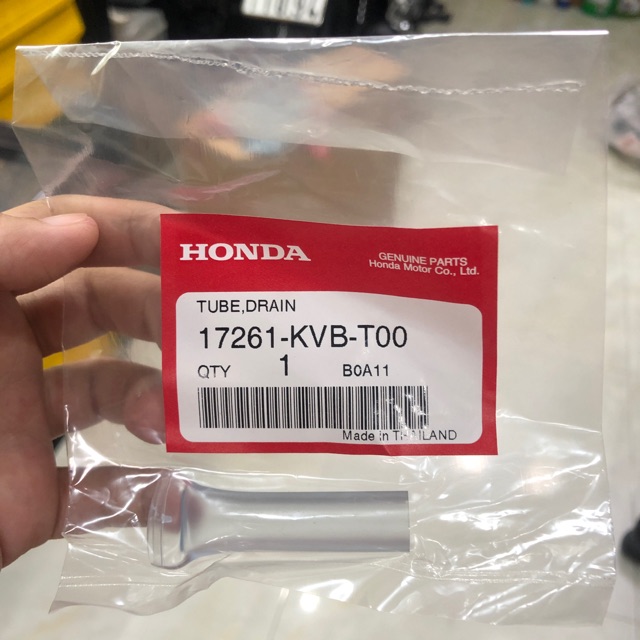 HONDA
GENUINE PARTS
Honda Motor Co., Ltd.
TUBE,DRAIN
17261-KVB-T00
QTY 1 B0A11
Made in THAILAND